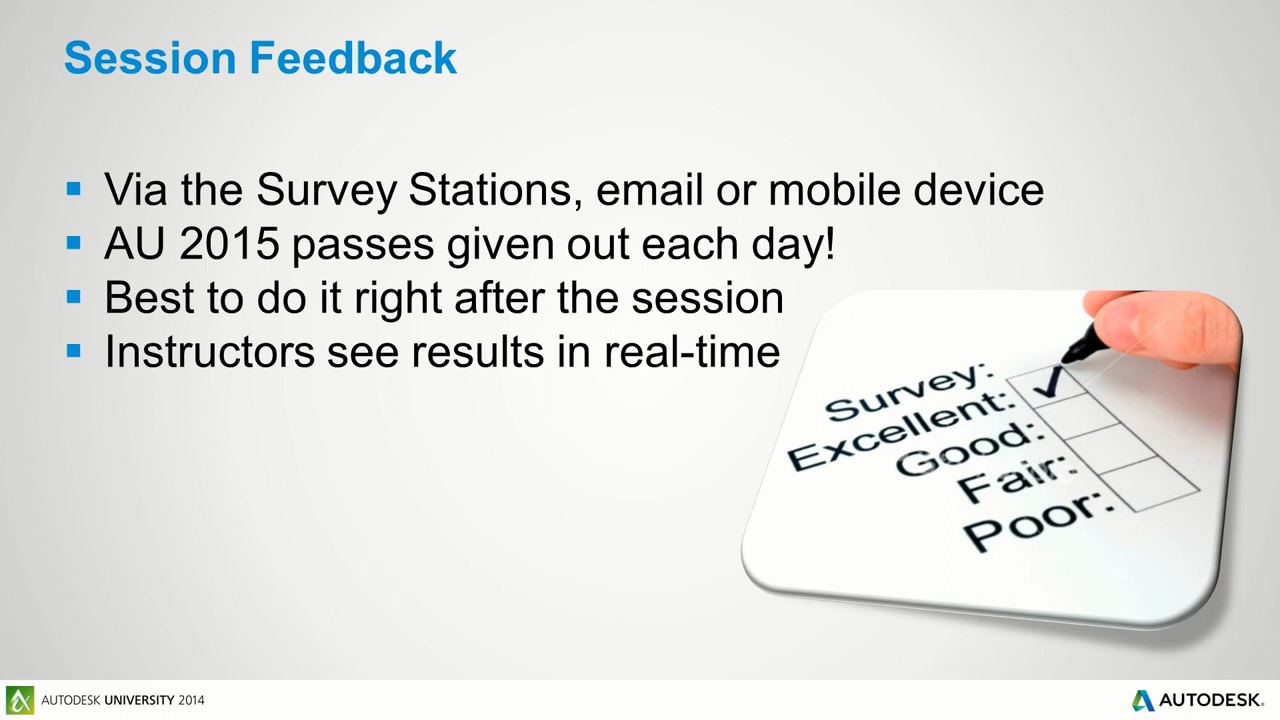 Session Feedback
Via the Survey Stations, email or mobile device
AU 2015 passes given out each day!
Best to do it right after the session
Instructors see results in real-time
Survey:
Excellent:
Good:
Fair:
Poor:
AUTODESK UNIVERSITY 2014
AUTODESK®